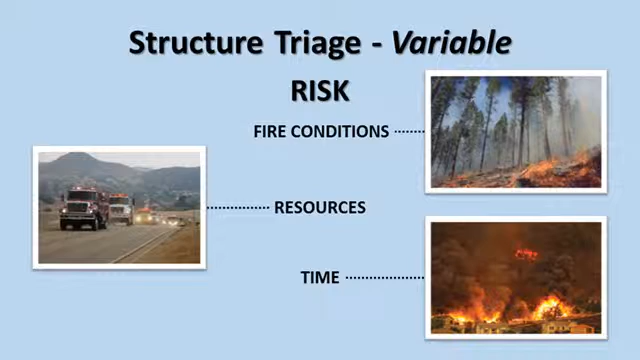 Structure Triage - Variable
RISK
FIRE CONDITIONS
RESOURCES
TIME